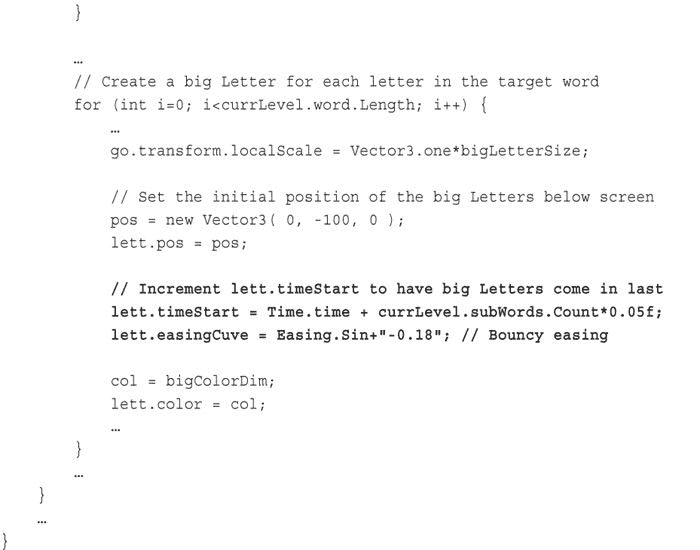 }
…
// Create a big Letter for each letter in the target word
for (int i=0; i<currLevel.word.Length; i++) {
…
go.transform.localScale = Vector3.one*bigLetterSize;
// Set the initial position of the big Letters below screen
pos = new Vector3( 0, -100, 0 );
lett.pos = pos;
// Increment lett.timeStart to have big Letters come in last
lett.timeStart = Time.time + currLevel.subWords.Count*0.05f;
lett.easingCuve = Easing.Sin+"-0.18"; // Bouncy easing
col = bigColorDim;
lett.color = col;
…
}
…
}
…
}